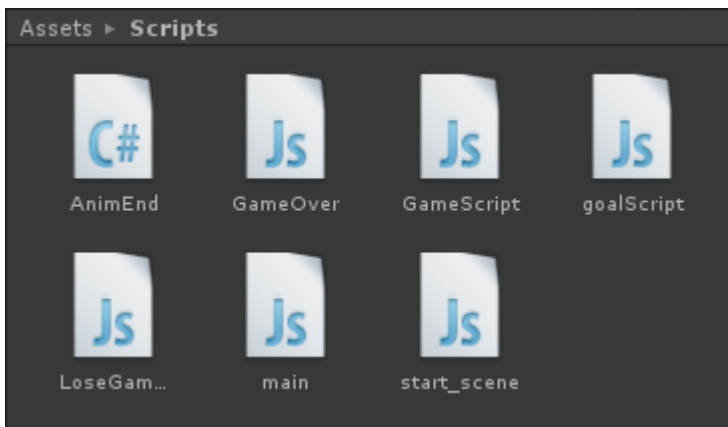 Assets ▸ Scripts
C# Js Js Js
AnimEnd GameOver GameScript goalScript
Js Js Js
LoseGam... main start_scene